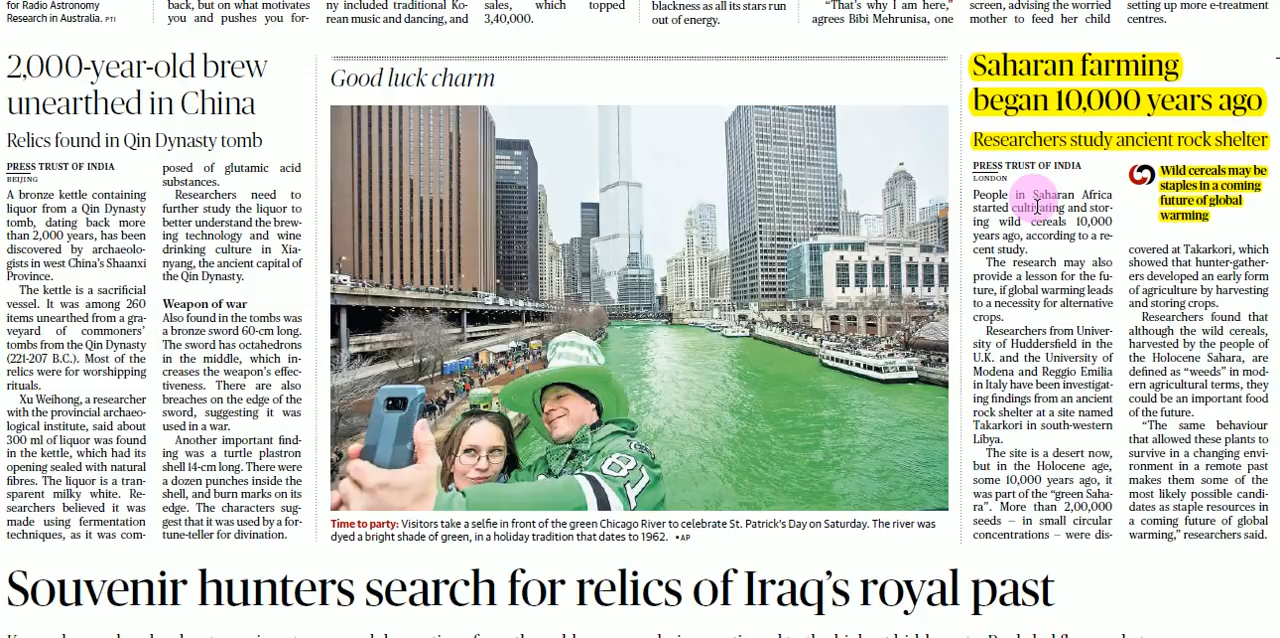 for Radio Astronomy
Research in Australia. PTI
back, but on what motivates
you and pushes you for-
ny included traditional Ko-
rean music and dancing, and
sales, which topped
3,40,000.
blackness as all its stars run
out of energy.
“That’s why I am here,”
agrees Bibi Mehrunisa, one
screen, advising the worried
mother to feed her child
setting up more e-treatment
centres.
2,000-year-old brew
unearthed in China
Relics found in Qin Dynasty tomb
PRESS TRUST OF INDIA
BEIJING
A bronze kettle containing
liquor from a Qin Dynasty
tomb, dating back more
than 2,000 years, has been
discovered by archaeolo-
gists in west China’s Shaanxi
Province.
The kettle is a sacrificial
vessel. It was among 260
items unearthed from a gra-
veyard of commoners’
tombs from the Qin Dynasty
(221-207 B.C.). Most of the
relics were for worshipping
rituals.
Xu Weihong, a researcher
with the provincial archaeo-
logical institute, said about
300 ml of liquor was found
in the kettle, which had its
opening sealed with natural
fibres. The liquor is a tran-
sparent milky white. Re-
searchers believed it was
made using fermentation
techniques, as it was com-
posed of glutamic acid
substances.
Researchers need to
further study the liquor to
better understand the brew-
ing technology and wine
drinking culture in Xia-
nyang, the ancient capital of
the Qin Dynasty.
Weapon of war
Also found in the tombs was
a bronze sword 60-cm long.
The sword has octahedrons
in the middle, which in-
creases the weapon’s effec-
tiveness. There are also
breaches on the edge of the
sword, suggesting it was
used in a war.
Another important find-
ing was a turtle plastron
shell 14-cm long. There were
a dozen punches inside the
shell, and burn marks on its
edge. The characters sug-
gest that it was used by a for-
tune-teller for divination.
Good luck charm
Time to party: Visitors take a selfie in front of the green Chicago River to celebrate St. Patrick’s Day on Saturday. The river was
dyed a bright shade of green, in a holiday tradition that dates to 1962. •AP
Saharan farming
began 10,000 years ago
Researchers study ancient rock shelter
PRESS TRUST OF INDIA
LONDON
People in Saharan Africa
started cultivating and stor-
ing wild cereals 10,000
years ago, according to a re-
cent study.
The research may also
provide a lesson for the fu-
ture, if global warming leads
to a necessity for alternative
crops.
Researchers from Univer-
sity of Huddersfield in the
U.K. and the University of
Modena and Reggio Emilia
in Italy have been investigat-
ing findings from an ancient
rock shelter at a site named
Takarkori in south-western
Libya.
The site is a desert now,
but in the Holocene age,
some 10,000 years ago, it
was part of the “green Saha-
ra”. More than 2,00,000
seeds – in small circular
concentrations – were dis-
Wild cereals may be
staples in a coming
future of global
warming
covered at Takarkori, which
showed that hunter-gather-
ers developed an early form
of agriculture by harvesting
and storing crops.
Researchers found that
although the wild cereals,
harvested by the people of
the Holocene Sahara, are
defined as “weeds” in mod-
ern agricultural terms, they
could be an important food
of the future.
“The same behaviour
that allowed these plants to
survive in a changing envi-
ronment in a remote past
makes them some of the
most likely possible candi-
dates as staple resources in
a coming future of global
warming,” researchers said.
Souvenir hunters search for relics of Iraq’s royal past